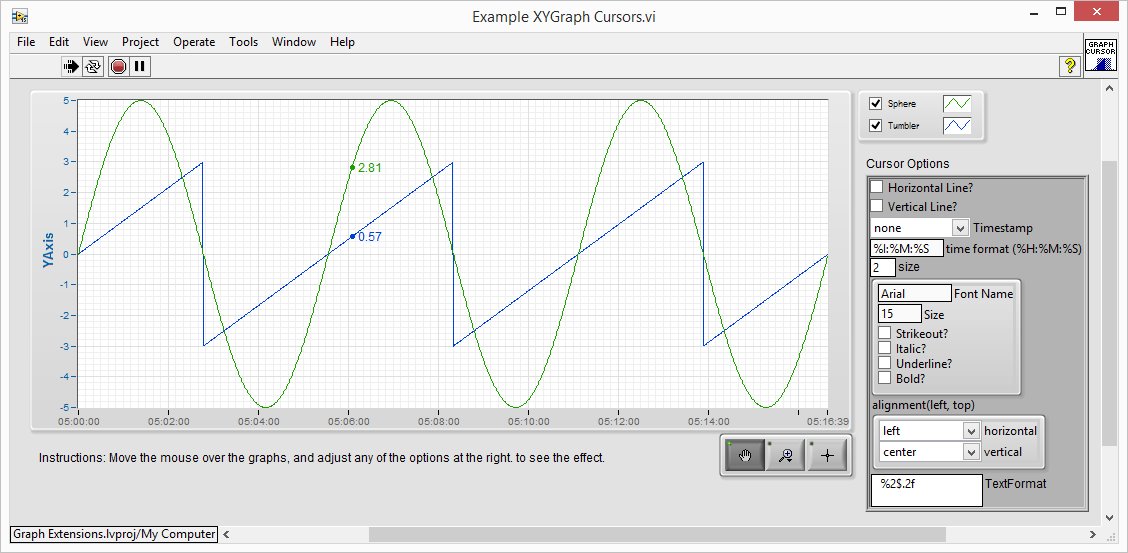 Example XYGraph Cursors.vi
File Edit View Project Operate Tools Window Help
GRAPH
CURSOR
?
5
4
3
2
1
0
-1
-2
-3
-4
-5
YAxis
2.81
0.57
05:00:00 05:02:00 05:04:00 05:06:00 05:08:00 05:10:00 05:12:00 05:14:00 05:16:39
Sphere
Tumbler
Cursor Options
Horizontal Line?
Vertical Line?
none Timestamp
%I:%M:%S time format (%H:%M:%S)
2 size
Arial Font Name
15 Size
Strikeout?
Italic?
Underline?
Bold?
alignment(left, top)
left horizontal
center vertical
%2$.2f TextFormat
Instructions: Move the mouse over the graphs, and adjust any of the options at the right. to see the effect.
Graph Extensions.lvproj/My Computer